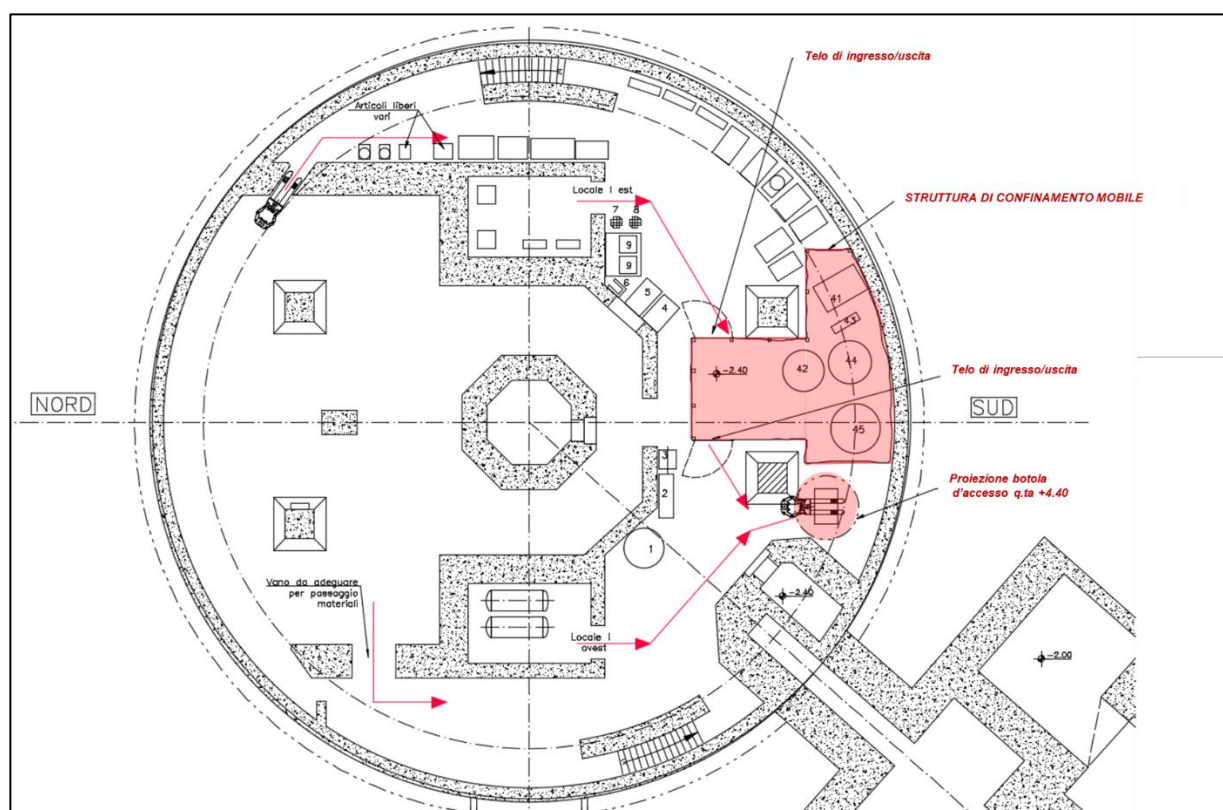 Telo di ingresso/uscita
Articoli liberi
vari
Locale I est
7
8
9
9
6
5
4
STRUTTURA DI CONFINAMENTO MOBILE
41
42
44
-2.40
Telo di ingresso/uscita
NORD
SUD
45
3
2
1
Proiezione botola
d'accesso q.ta +4.40
Vano da adeguare
per passaggio
materiali
Locale I
ovest
-2.40
-2.00